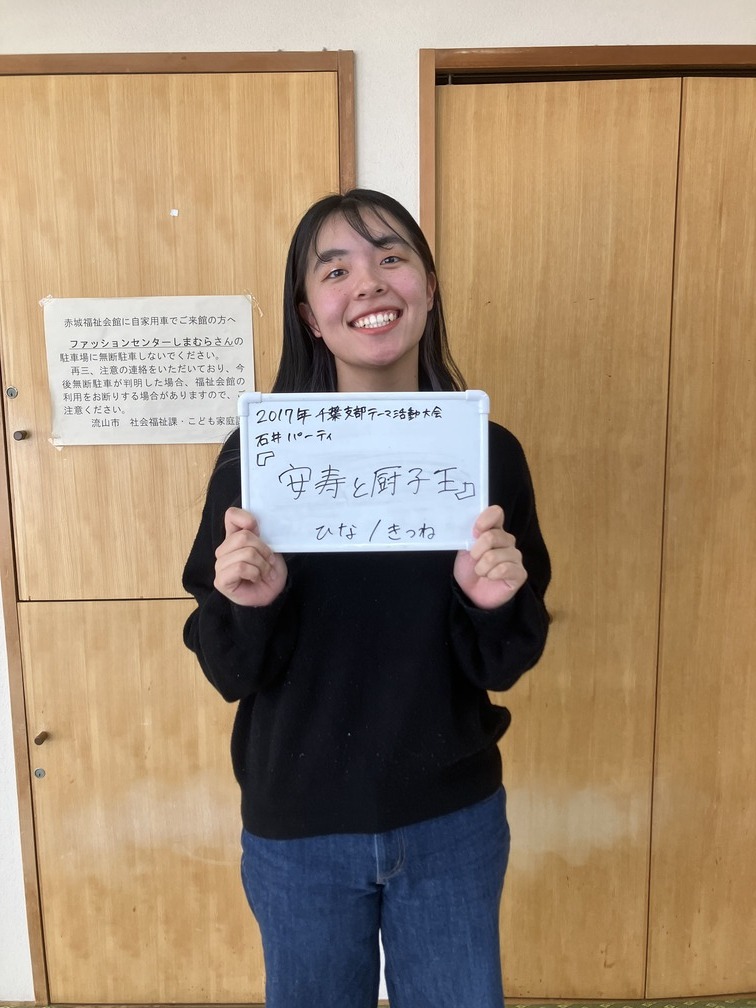 赤城福祉会館に自家用車でご来館の方へ
ファッションセンターしまむらさんの
駐車場に無断駐車しないでください。
再三、注意の連絡をいただいており、今
後無断駐車が判明した場合、福祉会館の
利用をお断りする場合がありますので、ご
注意ください。
流山市 社会福祉課・こども家庭課
2017年 千葉支部テーマ活動大会
石井パーティ
『安寿と厨子王』
ひな/きつね